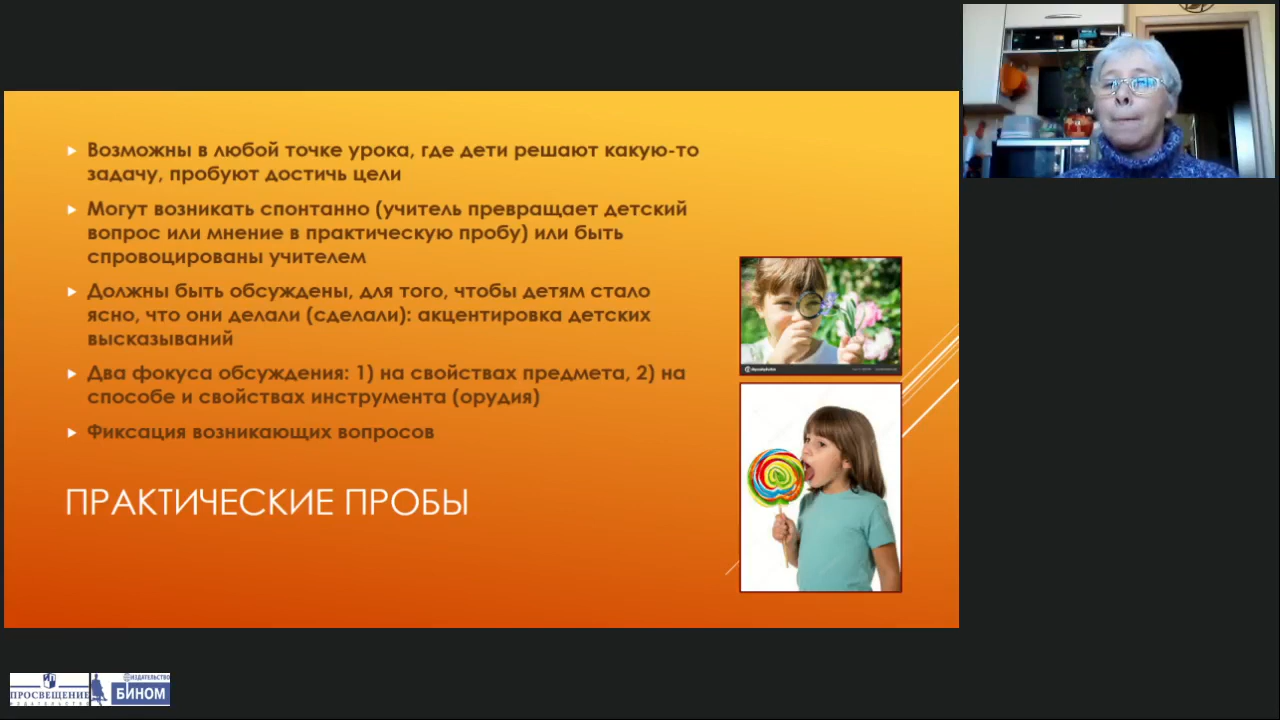 Возможны в любой точке урока, где дети решают какую-то
задачу, пробуют достичь цели
Могут возникать спонтанно (учитель превращает детский
вопрос или мнение в практическую пробу) или быть
спровоцированы учителем
Должны быть обсуждены, для того, чтобы детям стало
ясно, что они делали (сделали): акцентировка детских
высказываний
Два фокуса обсуждения: 1) на свойствах предмета, 2) на
способе и свойствах инструмента (орудия)
Фиксация возникающих вопросов
ПРАКТИЧЕСКИЕ ПРОБЫ
ПРОСВЕЩЕНИЕ
ИЗДАТЕЛЬСТВО
ИЗДАТЕЛЬСТВО
БИНОМ